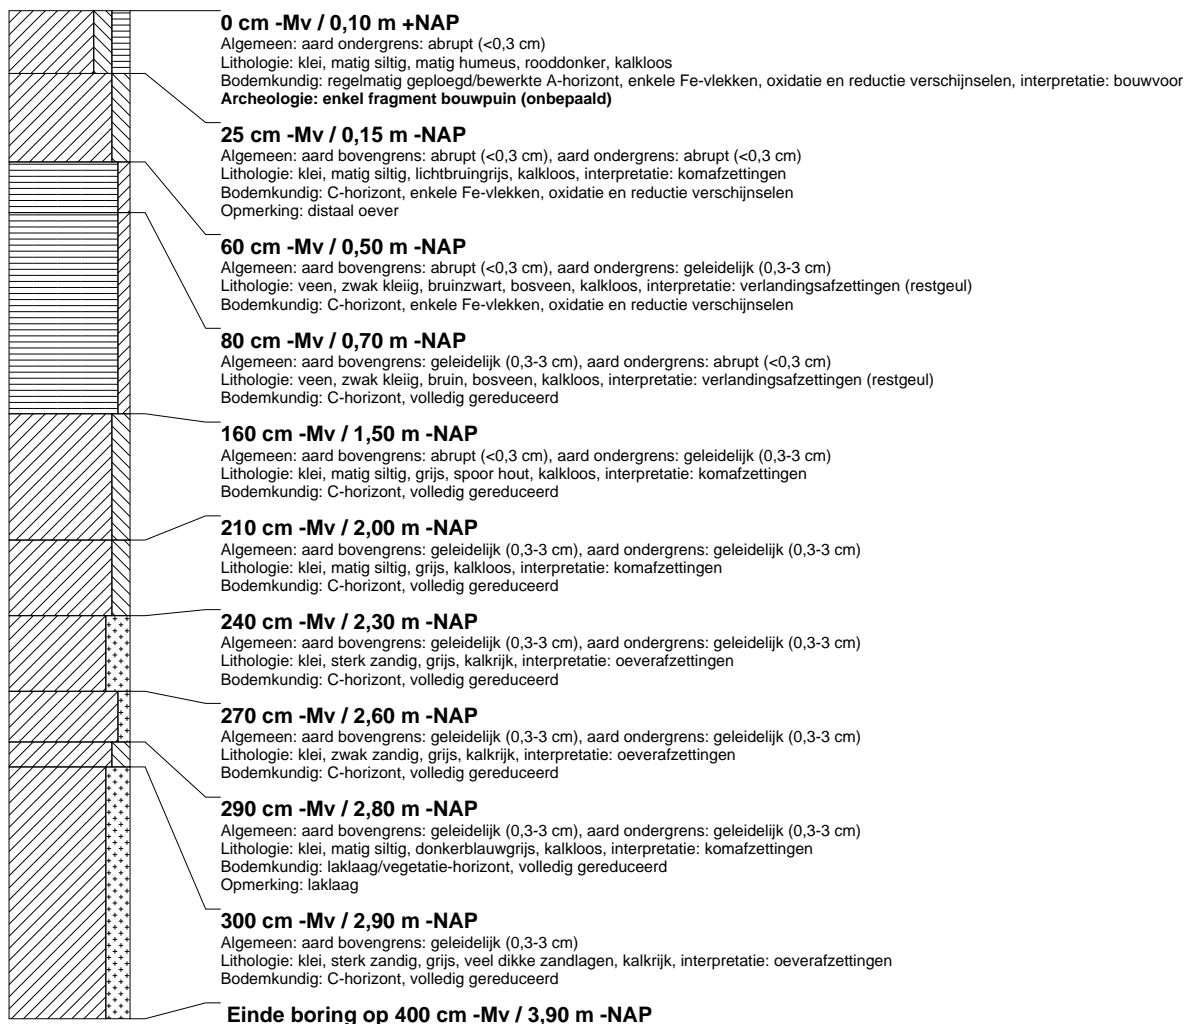 0 cm -Mv / 0,10 m +NAP
Algemeen: aard ondergrens: abrupt (<0,3 cm)
Lithologie: klei, matig siltig, matig humeus, rooddonker, kalkloos
Bodemkundig: regelmatig geploegd/bewerkte A-horizont, enkele Fe-vlekken, oxidatie en reductie verschijnselen, interpretatie: bouwvoor
Archeologie: enkel fragment bouwpuin (onbepaald)
25 cm -Mv / 0,15 m -NAP
Algemeen: aard bovengrens: abrupt (<0,3 cm), aard ondergrens: abrupt (<0,3 cm)
Lithologie: klei, matig siltig, lichtbruingrijs, kalkloos, interpretatie: komafzettingen
Bodemkundig: C-horizont, enkele Fe-vlekken, oxidatie en reductie verschijnselen
Opmerking: distaal oever
60 cm -Mv / 0,50 m -NAP
Algemeen: aard bovengrens: abrupt (<0,3 cm), aard ondergrens: geleidelijk (0,3-3 cm)
Lithologie: veen, zwak kleiig, bruinzwart, bosveen, kalkloos, interpretatie: verlandingsafzettingen (restgeul)
Bodemkundig: C-horizont, enkele Fe-vlekken, oxidatie en reductie verschijnselen
80 cm -Mv / 0,70 m -NAP
Algemeen: aard bovengrens: geleidelijk (0,3-3 cm), aard ondergrens: abrupt (<0,3 cm)
Lithologie: veen, zwak kleiig, bruin, bosveen, kalkloos, interpretatie: verlandingsafzettingen (restgeul)
Bodemkundig: C-horizont, volledig gereduceerd
160 cm -Mv / 1,50 m -NAP
Algemeen: aard bovengrens: abrupt (<0,3 cm), aard ondergrens: geleidelijk (0,3-3 cm)
Lithologie: klei, matig siltig, grijs, spoor hout, kalkloos, interpretatie: komafzettingen
Bodemkundig: C-horizont, volledig gereduceerd
210 cm -Mv / 2,00 m -NAP
Algemeen: aard bovengrens: geleidelijk (0,3-3 cm), aard ondergrens: geleidelijk (0,3-3 cm)
Lithologie: klei, matig siltig, grijs, kalkloos, interpretatie: komafzettingen
Bodemkundig: C-horizont, volledig gereduceerd
240 cm -Mv / 2,30 m -NAP
Algemeen: aard bovengrens: geleidelijk (0,3-3 cm), aard ondergrens: geleidelijk (0,3-3 cm)
Lithologie: klei, sterk zandig, grijs, kalkrijk, interpretatie: oeverafzettingen
Bodemkundig: C-horizont, volledig gereduceerd
270 cm -Mv / 2,60 m -NAP
Algemeen: aard bovengrens: geleidelijk (0,3-3 cm), aard ondergrens: geleidelijk (0,3-3 cm)
Lithologie: klei, zwak zandig, grijs, kalkrijk, interpretatie: oeverafzettingen
Bodemkundig: C-horizont, volledig gereduceerd
290 cm -Mv / 2,80 m -NAP
Algemeen: aard bovengrens: geleidelijk (0,3-3 cm), aard ondergrens: geleidelijk (0,3-3 cm)
Lithologie: klei, matig siltig, donkerblauwgrijs, kalkloos, interpretatie: komafzettingen
Bodemkundig: laklaag/vegetatie-horizont, volledig gereduceerd
Opmerking: laklaag
300 cm -Mv / 2,90 m -NAP
Algemeen: aard bovengrens: geleidelijk (0,3-3 cm)
Lithologie: klei, sterk zandig, grijs, veel dikke zandlagen, kalkrijk, interpretatie: oeverafzettingen
Bodemkundig: C-horizont, volledig gereduceerd
Einde boring op 400 cm -Mv / 3,90 m -NAP